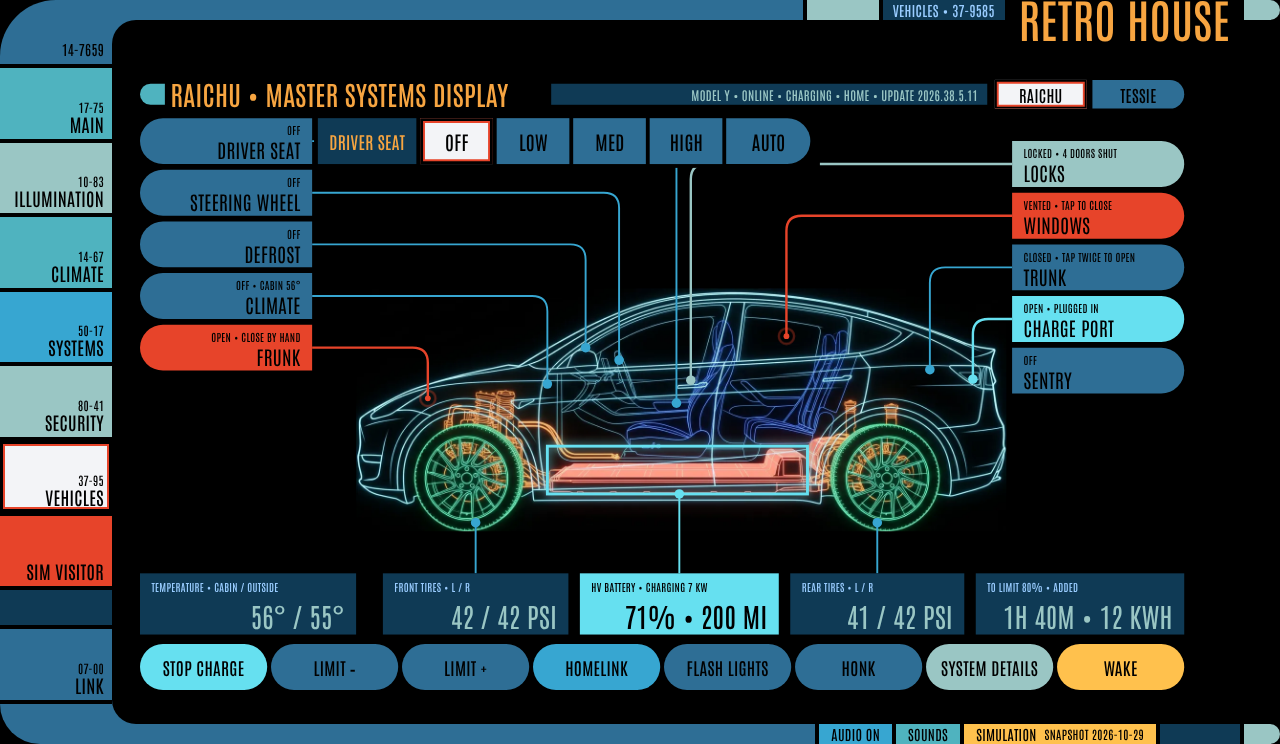 VEHICLES • 37-9585
RETRO HOUSE
14-7659
17-75
MAIN
10-83
ILLUMINATION
14-67
CLIMATE
50-17
SYSTEMS
80-41
SECURITY
37-95
VEHICLES
SIM VISITOR
07-00
LINK
RAICHU • MASTER SYSTEMS DISPLAY
MODEL Y • ONLINE • CHARGING • HOME • UPDATE 2026.38.5.11
RAICHU
TESSIE
OFF
DRIVER SEAT
DRIVER SEAT
OFF
LOW
MED
HIGH
AUTO
OFF
STEERING WHEEL
OFF
DEFROST
OFF • CABIN 56°
CLIMATE
OPEN • CLOSE BY HAND
FRUNK
LOCKED • 4 DOORS SHUT
LOCKS
VENTED • TAP TO CLOSE
WINDOWS
CLOSED • TAP TWICE TO OPEN
TRUNK
OPEN • PLUGGED IN
CHARGE PORT
OFF
SENTRY
TEMPERATURE • CABIN / OUTSIDE
56° / 55°
FRONT TIRES • L / R
42 / 42 PSI
HV BATTERY • CHARGING 7 KW
71% • 200 MI
REAR TIRES • L / R
41 / 42 PSI
TO LIMIT 80% • ADDED
1H 40M • 12 KWH
STOP CHARGE
LIMIT -
LIMIT +
HOMELINK
FLASH LIGHTS
HONK
SYSTEM DETAILS
WAKE
AUDIO ON
SOUNDS
SIMULATION SNAPSHOT 2026-10-29